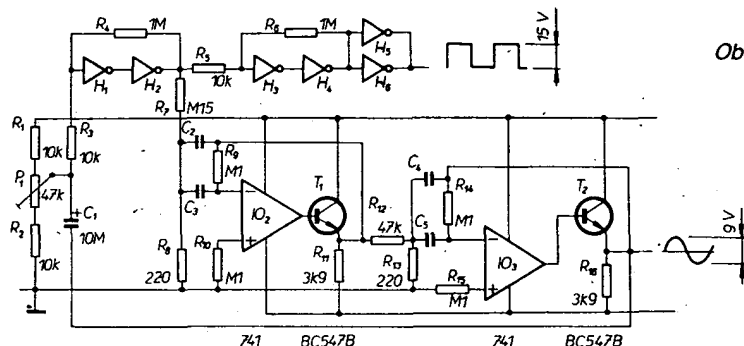 R4 1M
R6 1M
H5
15 V
Ob
R5
10k
H1 H2
H3 H4
H6
R7
M15
R1
R3
10k
10k
C2
R9
M1
C4
R14
M1
T1
T2
P1
47k
C1
10M
C3
IO2
R12
47k
C5
IO3
9 V
R2
10k
R8
220
R10
M1
R11
3k9
R13
220
R15
M1
R16
3k9
741 BC547B 741 BC547B